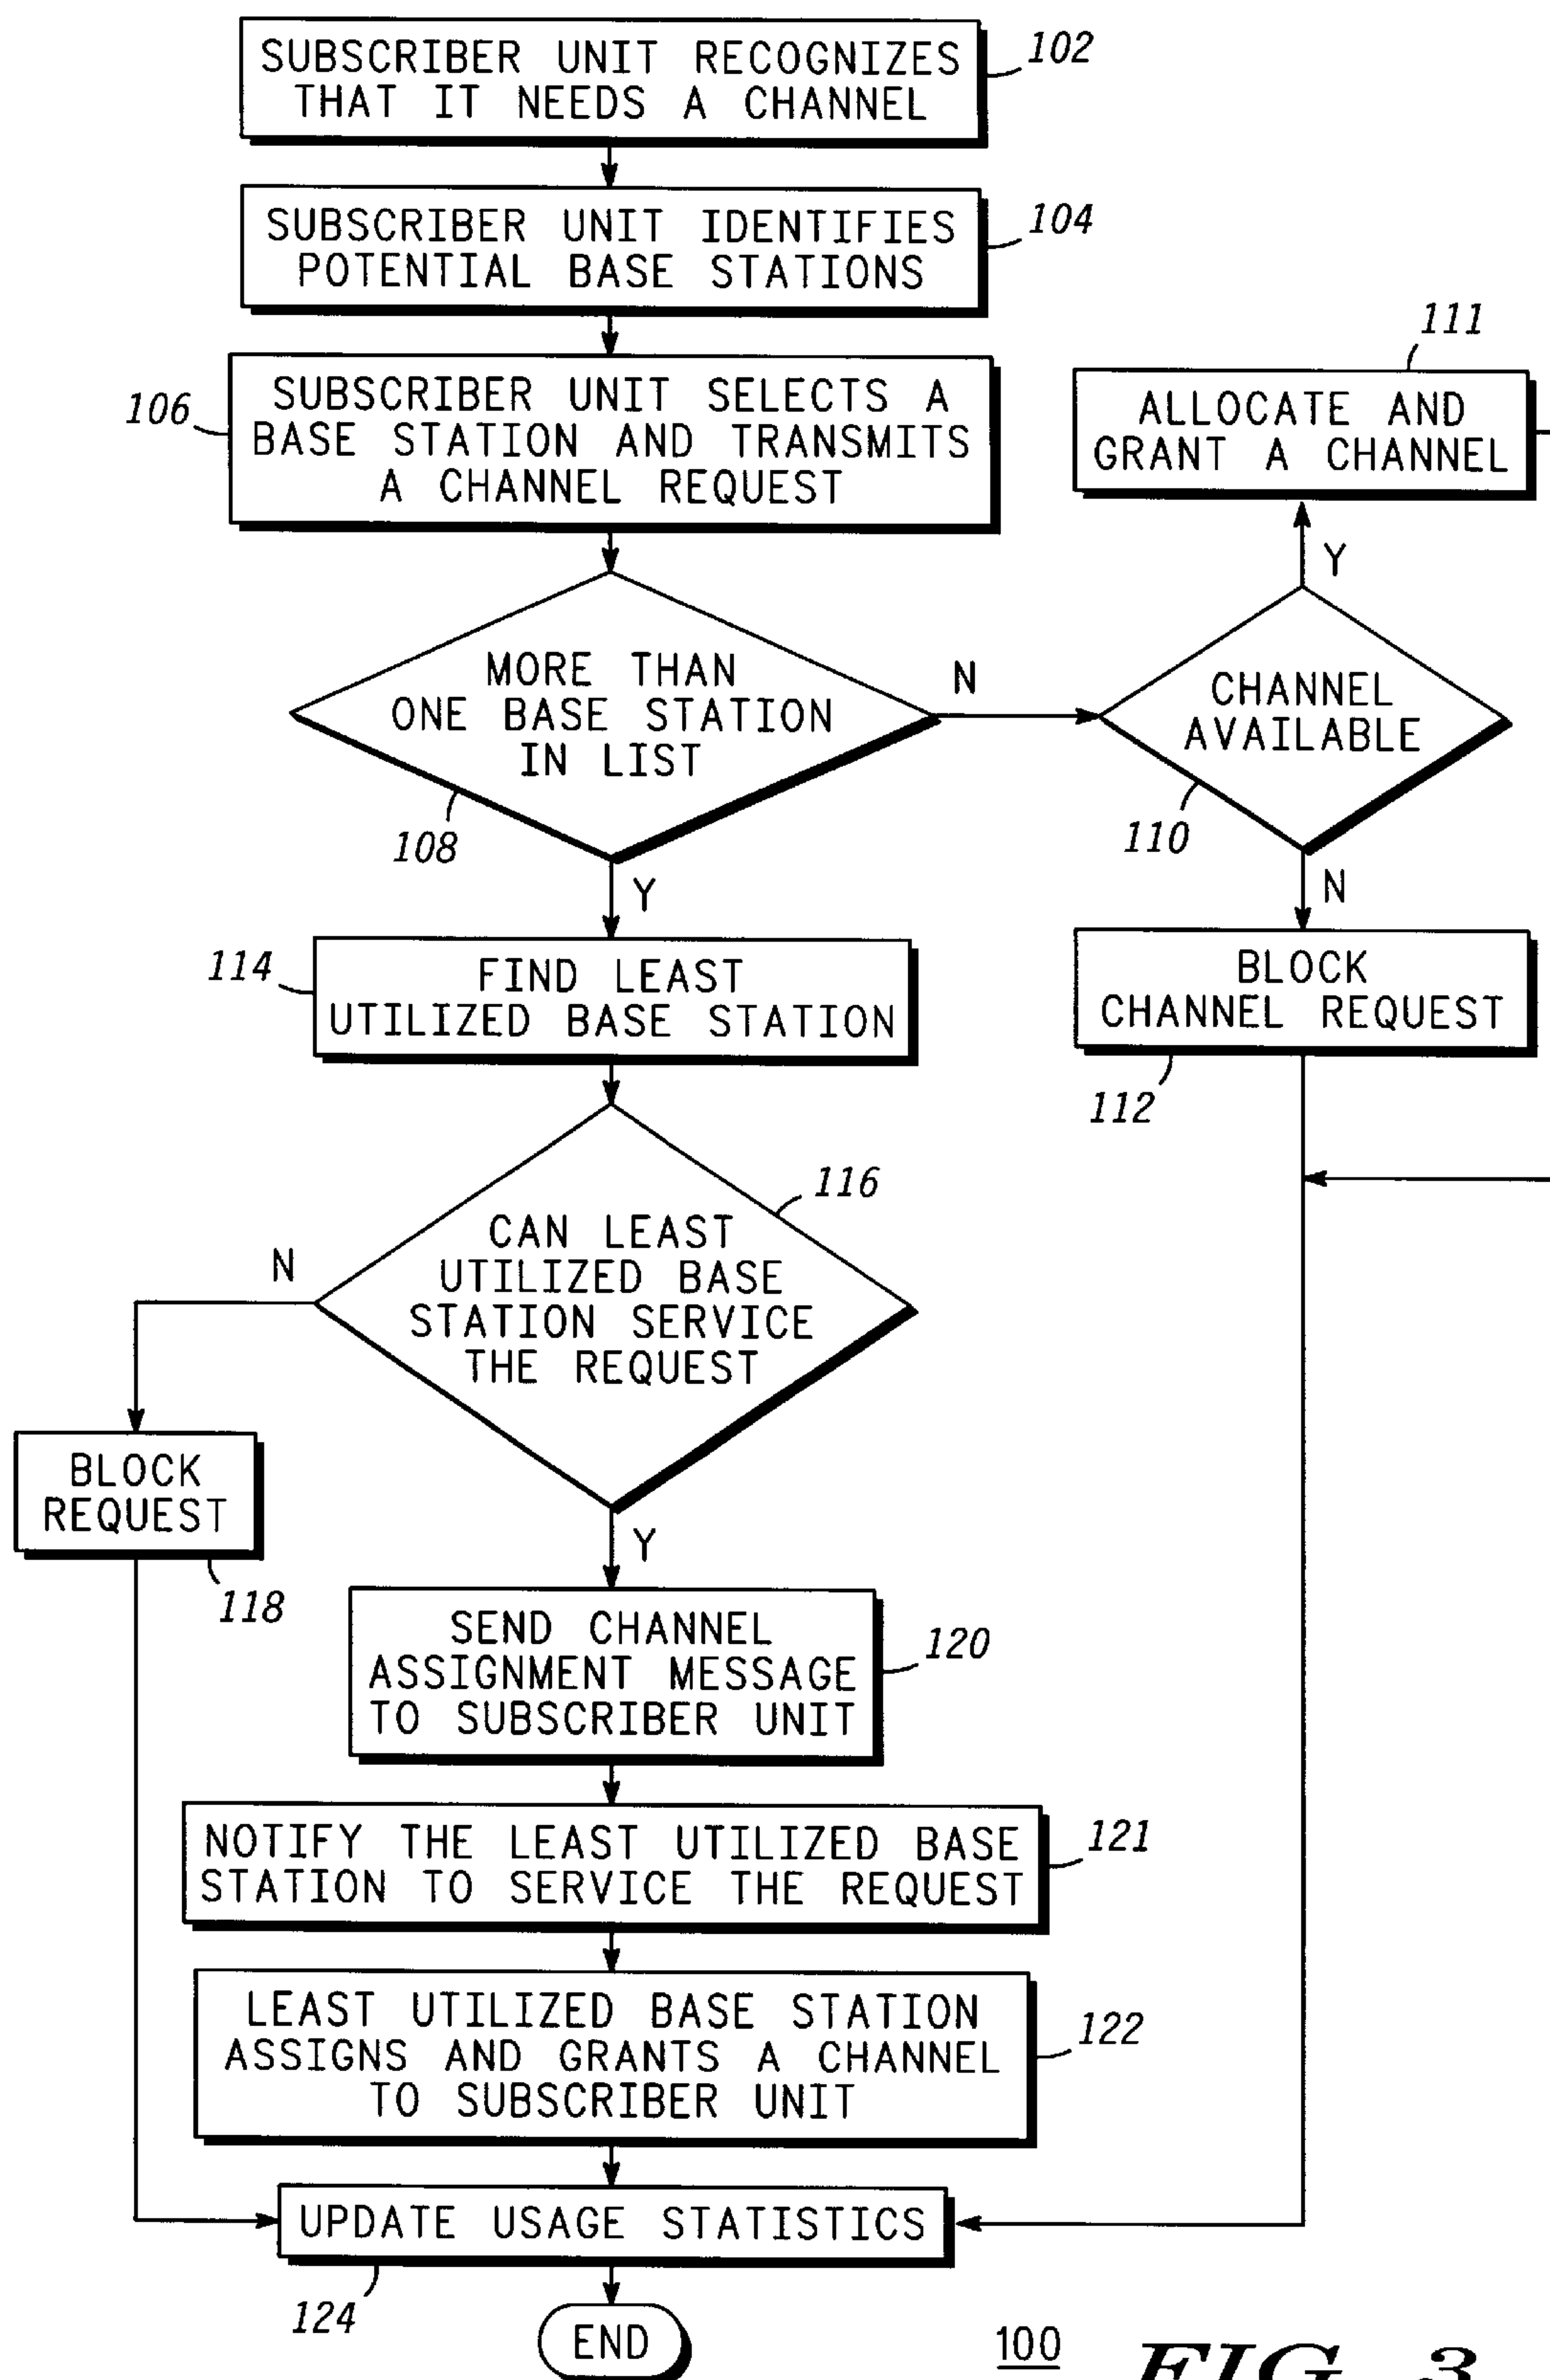 SUBSCRIBER UNIT RECOGNIZES
THAT IT NEEDS A CHANNEL
102
SUBSCRIBER UNIT IDENTIFIES
POTENTIAL BASE STATIONS
104
106
SUBSCRIBER UNIT SELECTS A
BASE STATION AND TRANSMITS
A CHANNEL REQUEST
111
ALLOCATE AND
GRANT A CHANNEL
Y
MORE THAN
ONE BASE STATION
IN LIST
108
N
CHANNEL
AVAILABLE
110
Y
N
114
FIND LEAST
UTILIZED BASE STATION
BLOCK
CHANNEL REQUEST
112
116
CAN LEAST
UTILIZED BASE
STATION SERVICE
THE REQUEST
N
BLOCK
REQUEST
118
Y
SEND CHANNEL
ASSIGNMENT MESSAGE
TO SUBSCRIBER UNIT
120
NOTIFY THE LEAST UTILIZED BASE
STATION TO SERVICE THE REQUEST
121
LEAST UTILIZED BASE STATION
ASSIGNS AND GRANTS A CHANNEL
TO SUBSCRIBER UNIT
122
UPDATE USAGE STATISTICS
124
END
100
FIG. 3